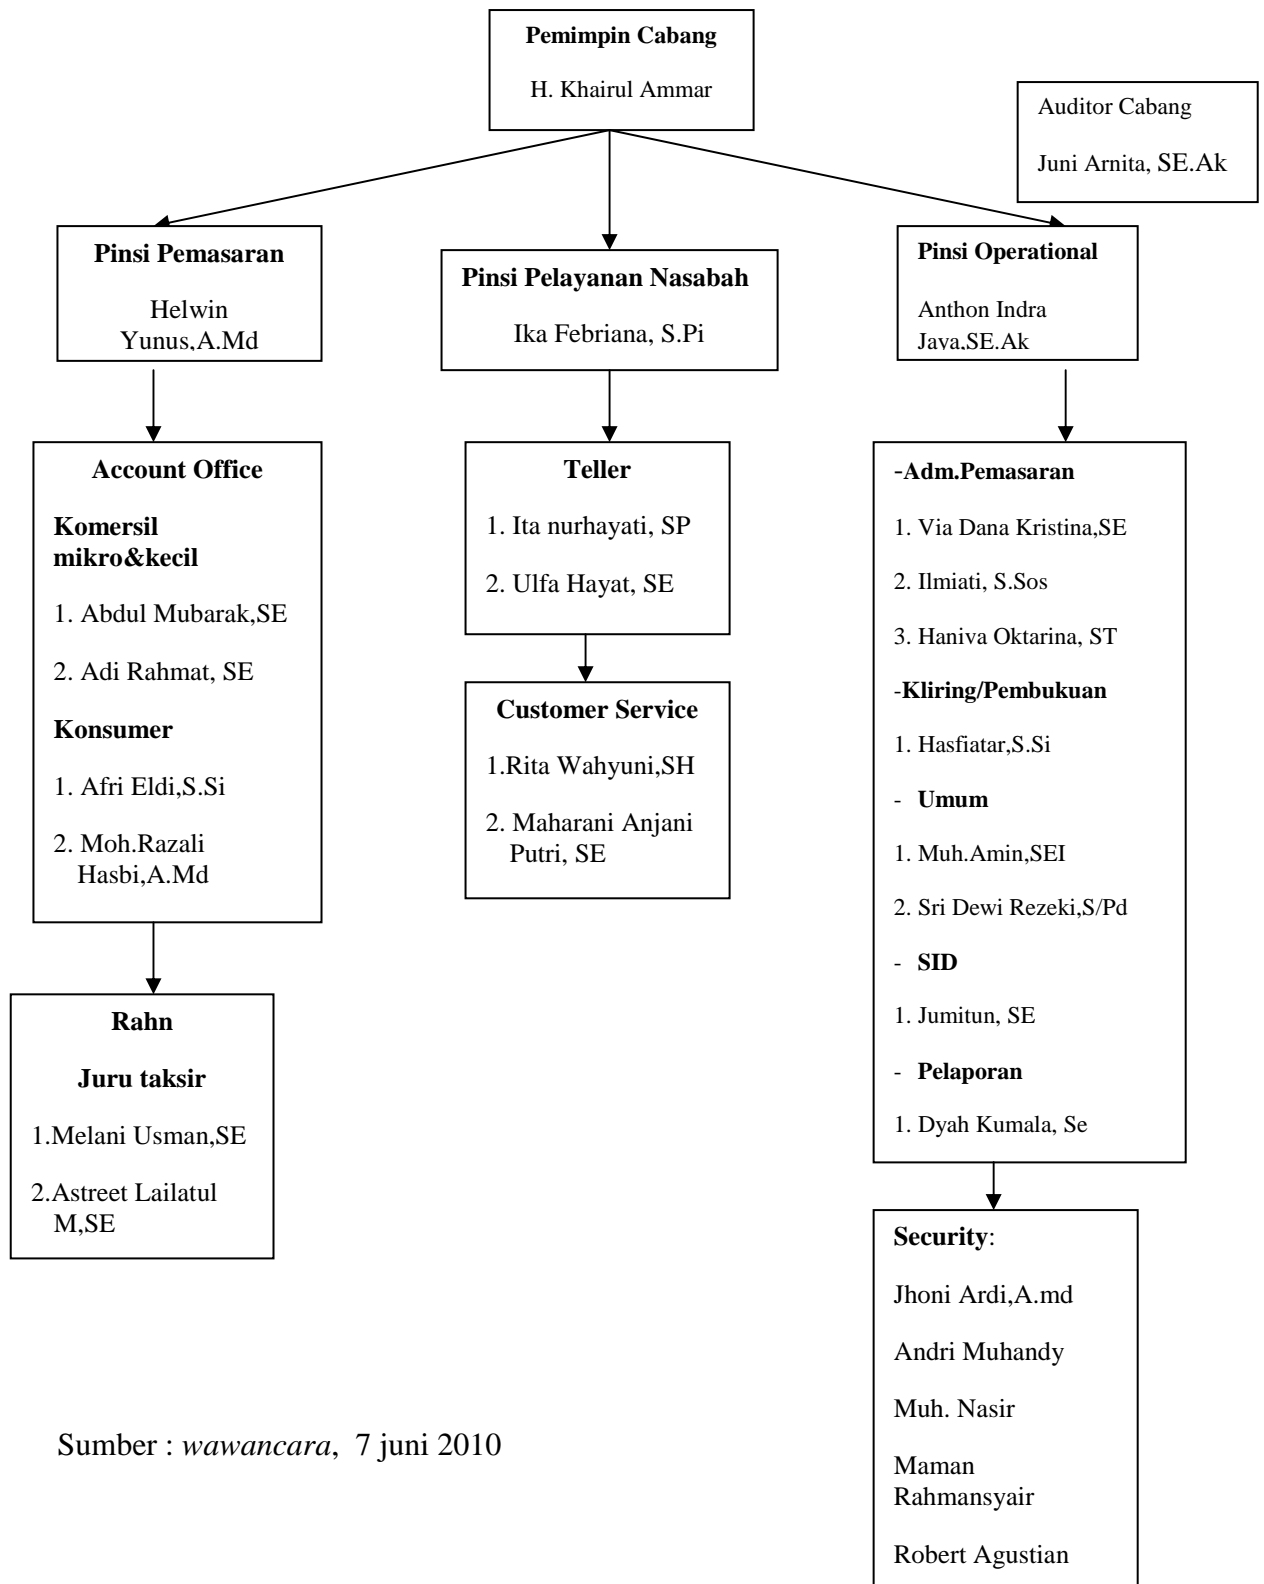 Pemimpin Cabang
H. Khairul Ammar
Auditor Cabang
Juni Arnita, SE.Ak
Pinsi Pemasaran
Helwin
Yunus,A.Md
Pinsi Pelayanan Nasabah
Ika Febriana, S.Pi
Pinsi Operational
Anthon Indra
Java,SE.Ak
Account Office
Komersil
mikro&kecil
1. Abdul Mubarak,SE
2. Adi Rahmat, SE
Konsumer
1. Afri Eldi,S.Si
2. Moh.Razali
Hasbi,A.Md
Teller
1. Ita nurhayati, SP
2. Ulfa Hayat, SE
Customer Service
1.Rita Wahyuni,SH
2. Maharani Anjani
Putri, SE
-Adm.Pemasaran
1. Via Dana Kristina,SE
2. Ilmiati, S.Sos
3. Haniva Oktarina, ST
-Kliring/Pembukuan
1. Hasfiatar,S.Si
- Umum
1. Muh.Amin,SEI
2. Sri Dewi Rezeki,S/Pd
- SID
1. Jumitun, SE
- Pelaporan
1. Dyah Kumala, Se
Rahn
Juru taksir
1.Melani Usman,SE
2.Astreet Lailatul
M,SE
Security:
Jhoni Ardi,A.md
Andri Muhandy
Muh. Nasir
Maman
Rahmansyair
Robert Agustian
Sumber : wawancara, 7 juni 2010